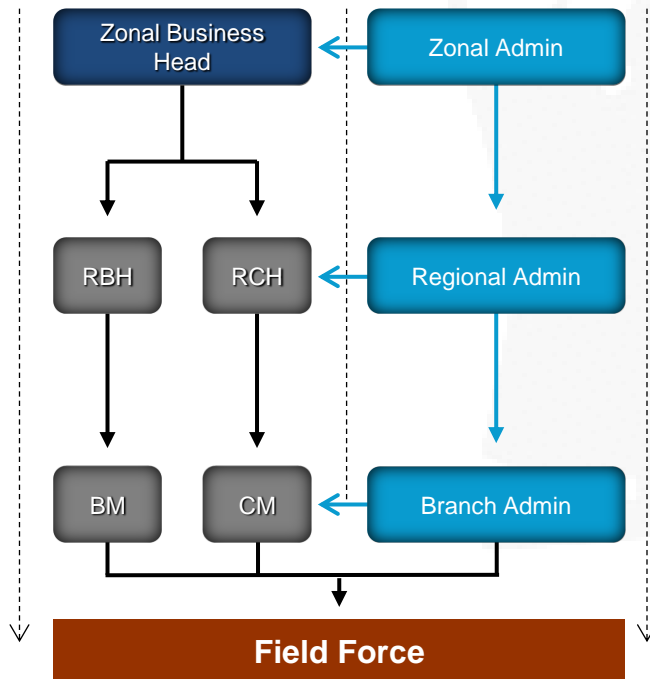 Zonal Business
Head
Zonal Admin
RBH
RCH
Regional Admin
BM
CM
Branch Admin
Field Force